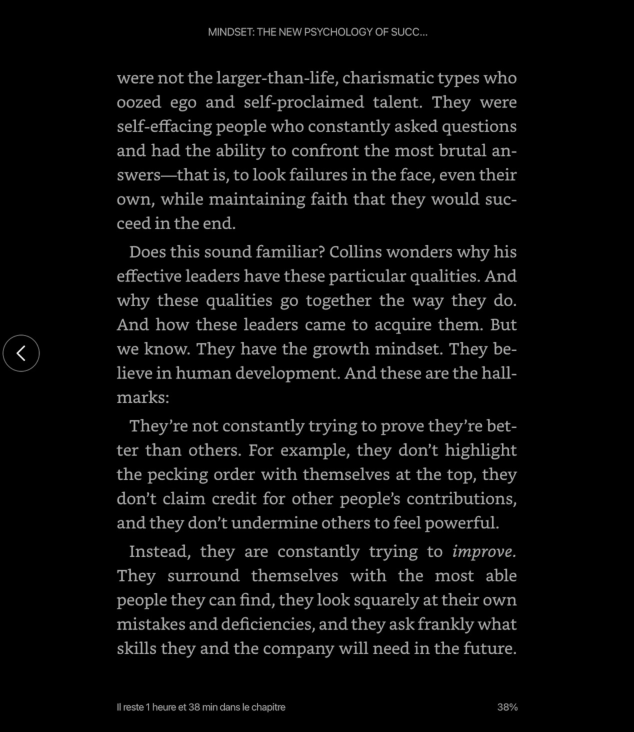 MINDSET: THE NEW PSYCHOLOGY OF SUCC...
were not the larger-than-life, charismatic types who
oozed ego and self-proclaimed talent. They were
self-effacing people who constantly asked questions
and had the ability to confront the most brutal an-
swers—that is, to look failures in the face, even their
own, while maintaining faith that they would suc-
ceed in the end.
Does this sound familiar? Collins wonders why his
effective leaders have these particular qualities. And
why these qualities go together the way they do.
And how these leaders came to acquire them. But
we know. They have the growth mindset. They be-
lieve in human development. And these are the hall-
marks:
They're not constantly trying to prove they're bet-
ter than others. For example, they don't highlight
the pecking order with themselves at the top, they
don't claim credit for other people's contributions,
and they don't undermine others to feel powerful.
Instead, they are constantly trying to improve.
They surround themselves with the most able
people they can find, they look squarely at their own
mistakes and deficiencies, and they ask frankly what
skills they and the company will need in the future.
Il reste 1 heure et 38 min dans le chapitre
38%